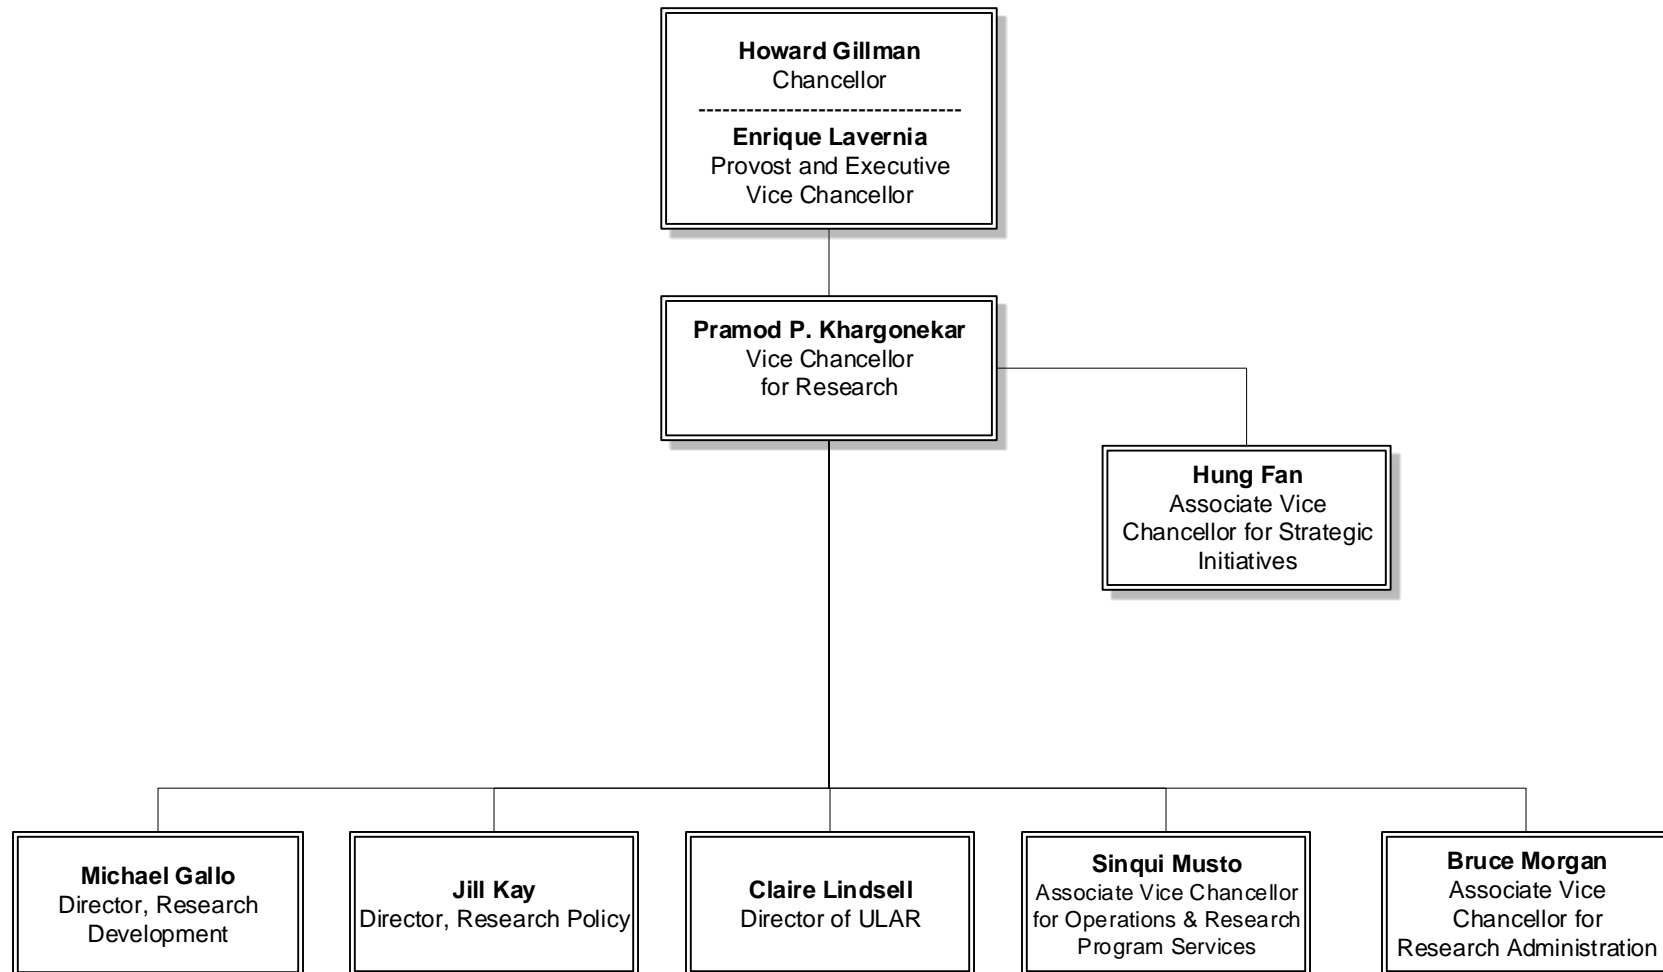 Howard Gillman
Chancellor
---------------------------------
Enrique Lavernia
Provost and Executive
Vice Chancellor
Pramod P. Khargonekar
Vice Chancellor
for Research
Hung Fan
Associate Vice
Chancellor for Strategic
Initiatives
Michael Gallo
Director, Research
Development
Jill Kay
Director, Research Policy
Claire Lindsell
Director of ULAR
Sinqui Musto
Associate Vice Chancellor
for Operations & Research
Program Services
Bruce Morgan
Associate Vice
Chancellor for
Research Administration